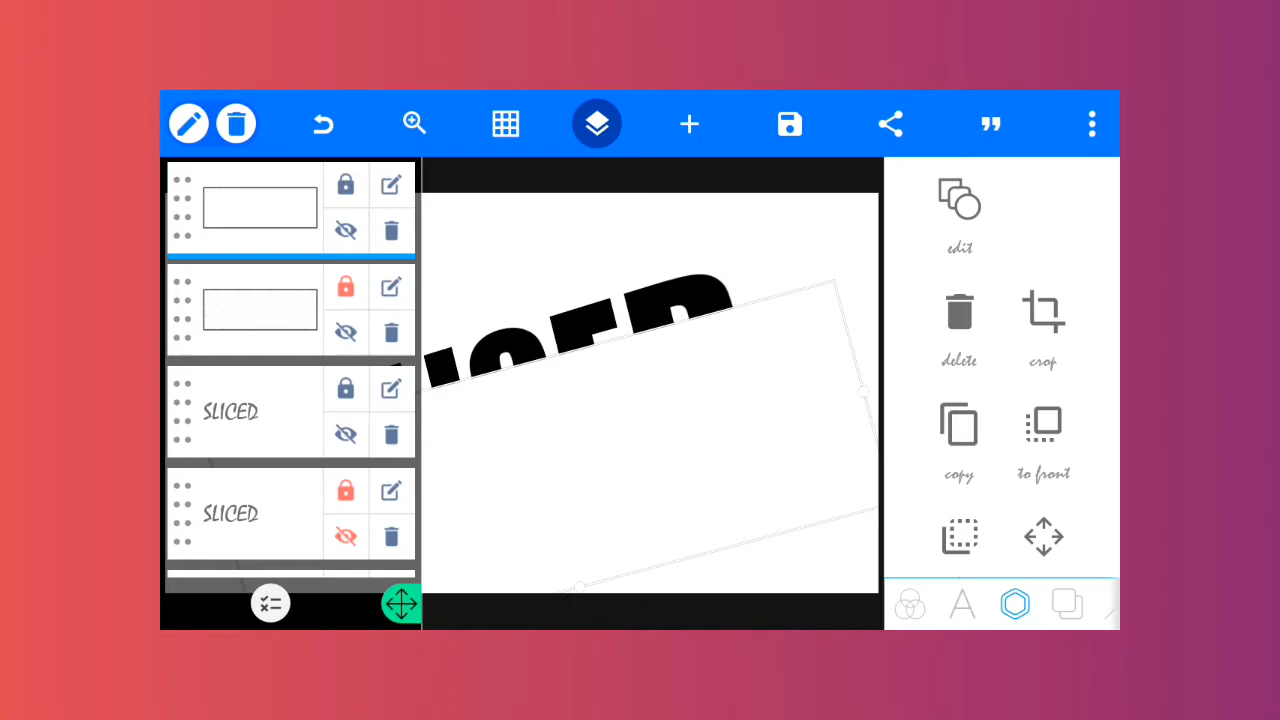 edit
delete
crop
SLICED
copy
to front
SLICED